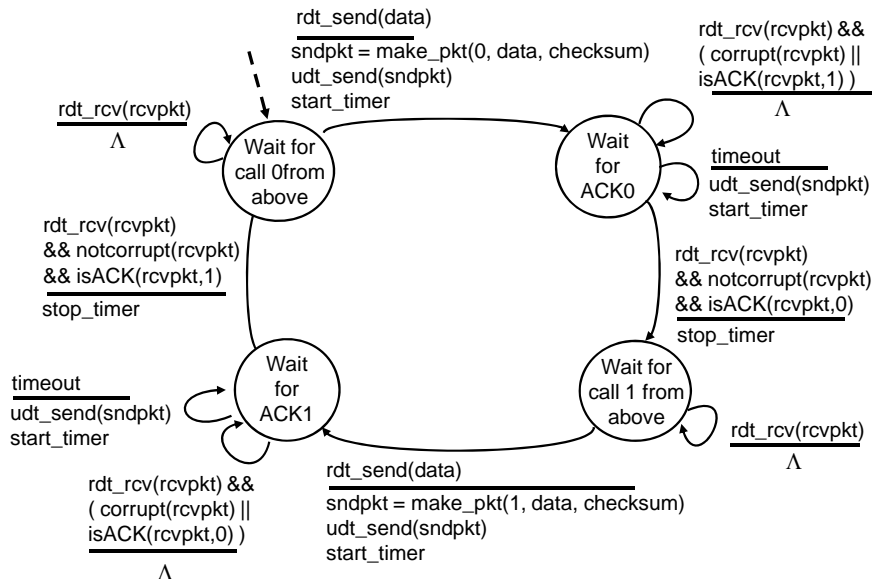 rdt_send(data)
sndpkt = make_pkt(0, data, checksum)
udt_send(sndpkt)
start_timer
rdt_rcv(rcvpkt) &&
( corrupt(rcvpkt) ||
isACK(rcvpkt,1) )
Λ
rdt_rcv(rcvpkt)
Λ
Wait for
call 0from
above
Wait
for
ACK0
timeout
udt_send(sndpkt)
start_timer
rdt_rcv(rcvpkt)
&& notcorrupt(rcvpkt)
&& isACK(rcvpkt,1)
stop_timer
rdt_rcv(rcvpkt)
&& notcorrupt(rcvpkt)
&& isACK(rcvpkt,0)
stop_timer
timeout
udt_send(sndpkt)
start_timer
Wait
for
ACK1
Wait for
call 1 from
above
rdt_rcv(rcvpkt)
Λ
rdt_rcv(rcvpkt) &&
( corrupt(rcvpkt) ||
isACK(rcvpkt,0) )
Λ
rdt_send(data)
sndpkt = make_pkt(1, data, checksum)
udt_send(sndpkt)
start_timer